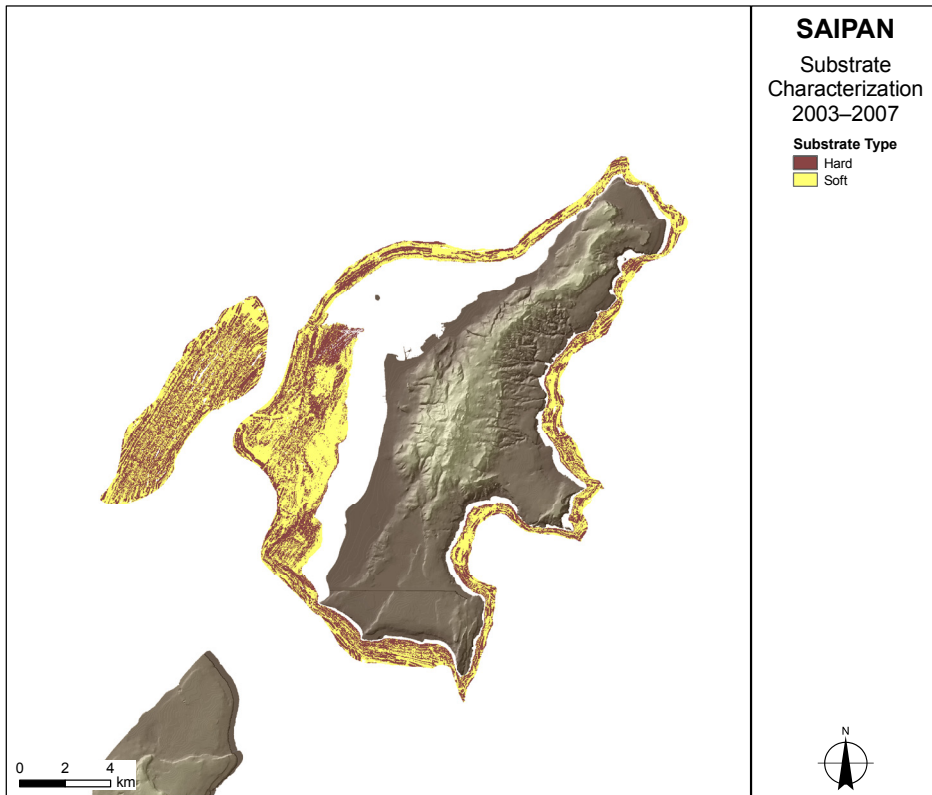 SAIPAN
Substrate
Characterization
2003–2007
Substrate Type
Hard
Soft
N
0 2 4
km